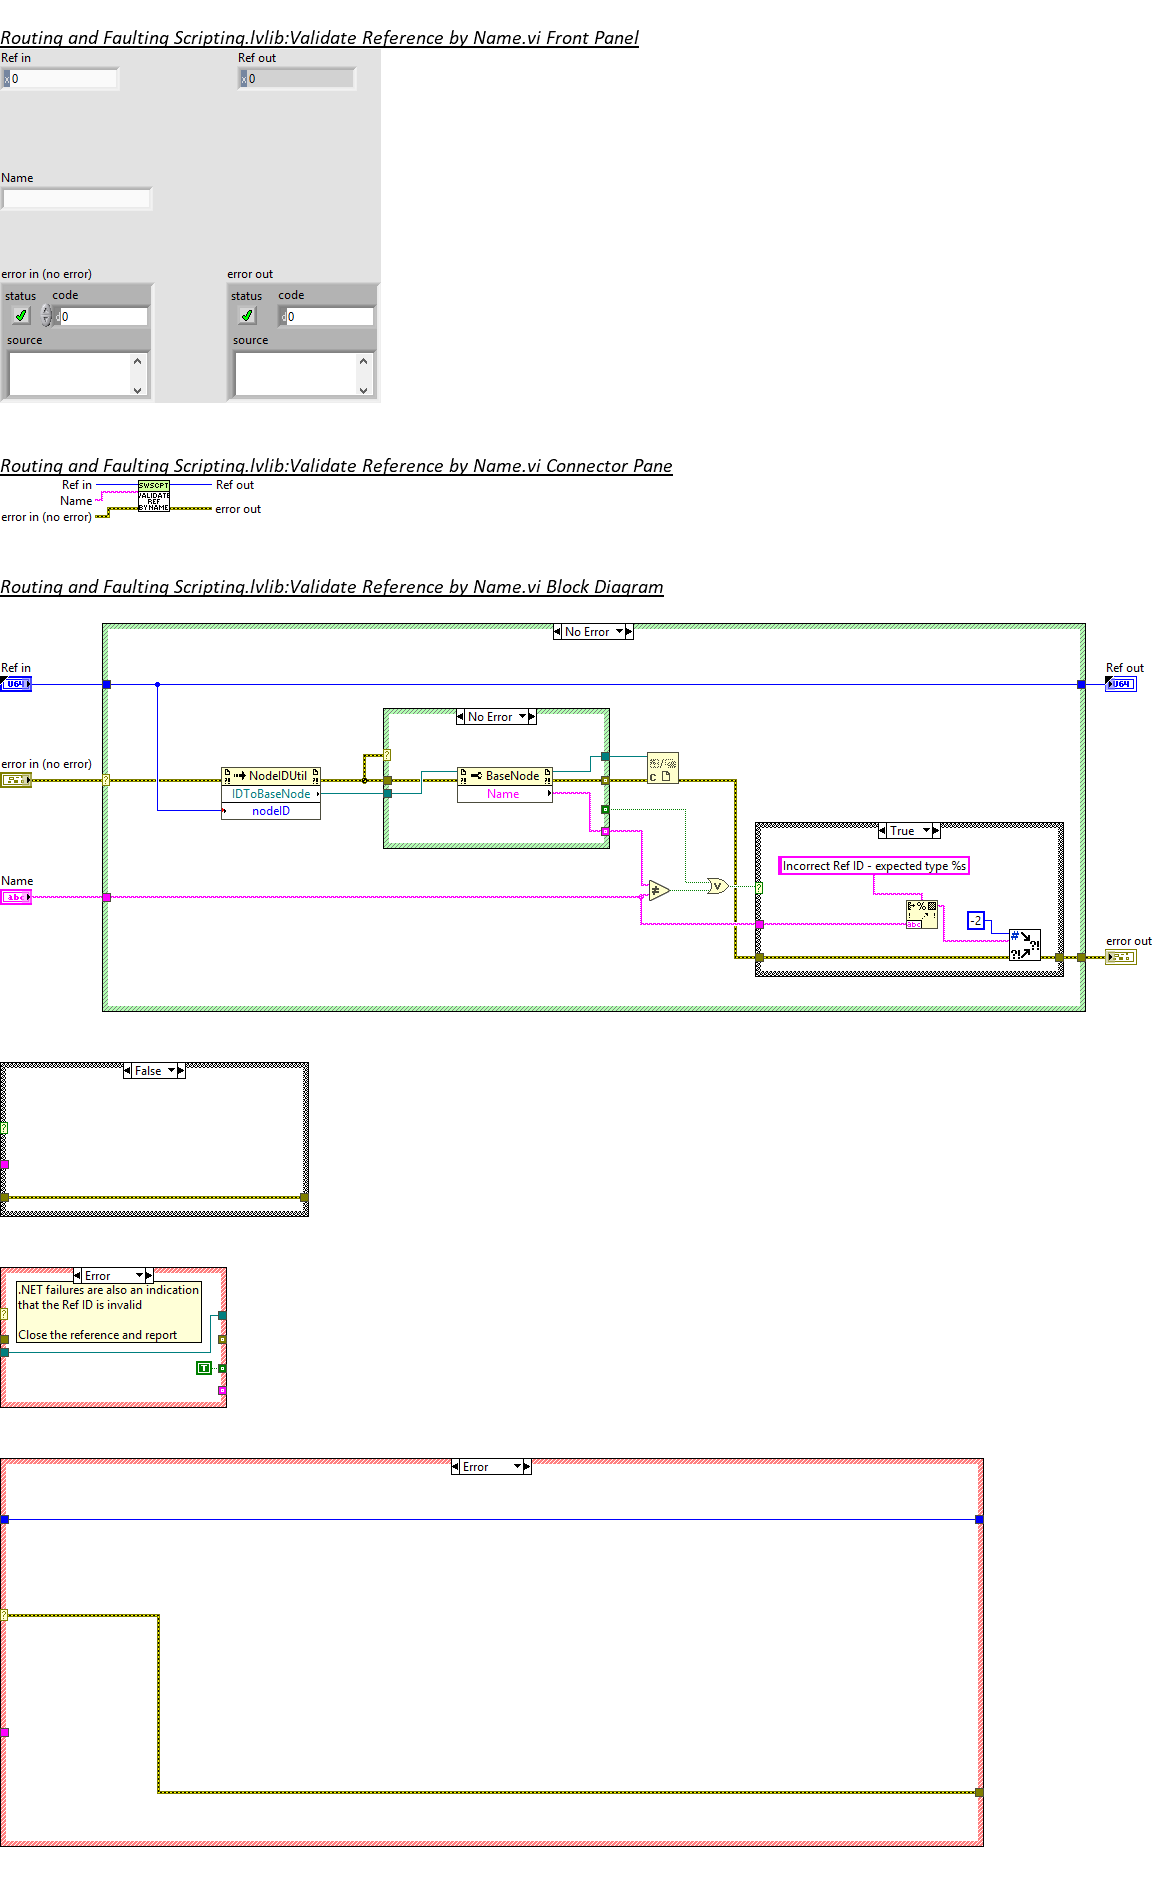 Routing and Faulting Scripting.lvlib:Validate Reference by Name.vi Front Panel
Ref in
Ref out
x 0
x 0
Name
error in (no error)
error out
status code
status code
d 0
d 0
source
source
Routing and Faulting Scripting.lvlib:Validate Reference by Name.vi Connector Pane
Ref in
SWSCPT
Ref out
Name
VALIDATE
REF
BY NAME
error in (no error)
error out
Routing and Faulting Scripting.lvlib:Validate Reference by Name.vi Block Diagram
No Error
Ref in
U64
Ref out
U64
No Error
error in (no error)
NodeIDUtil
IDToBaseNode
nodeID
BaseNode
Name
C
True
Incorrect Ref ID - expected type %s
Name
abc
≠
V
%
abc
-2
#
?!
?!
error out
False
?
Error
.NET failures are also an indication
that the Ref ID is invalid
Close the reference and report
?
T
Error
?